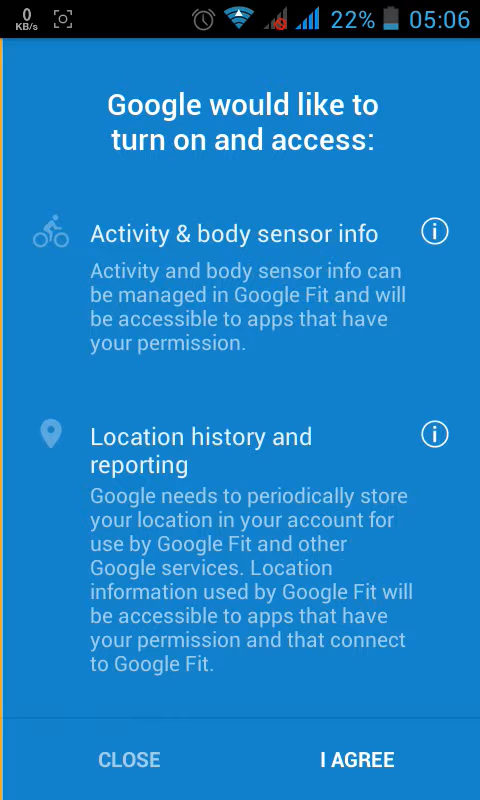 0
KB/s
22%
05:06
Google would like to
turn on and access:
Activity & body sensor info
Activity and body sensor info can
be managed in Google Fit and will
be accessible to apps that have
your permission.
Location history and
reporting
Google needs to periodically store
your location in your account for
use by Google Fit and other
Google services. Location
information used by Google Fit will
be accessible to apps that have
your permission and that connect
to Google Fit.
CLOSE
I AGREE